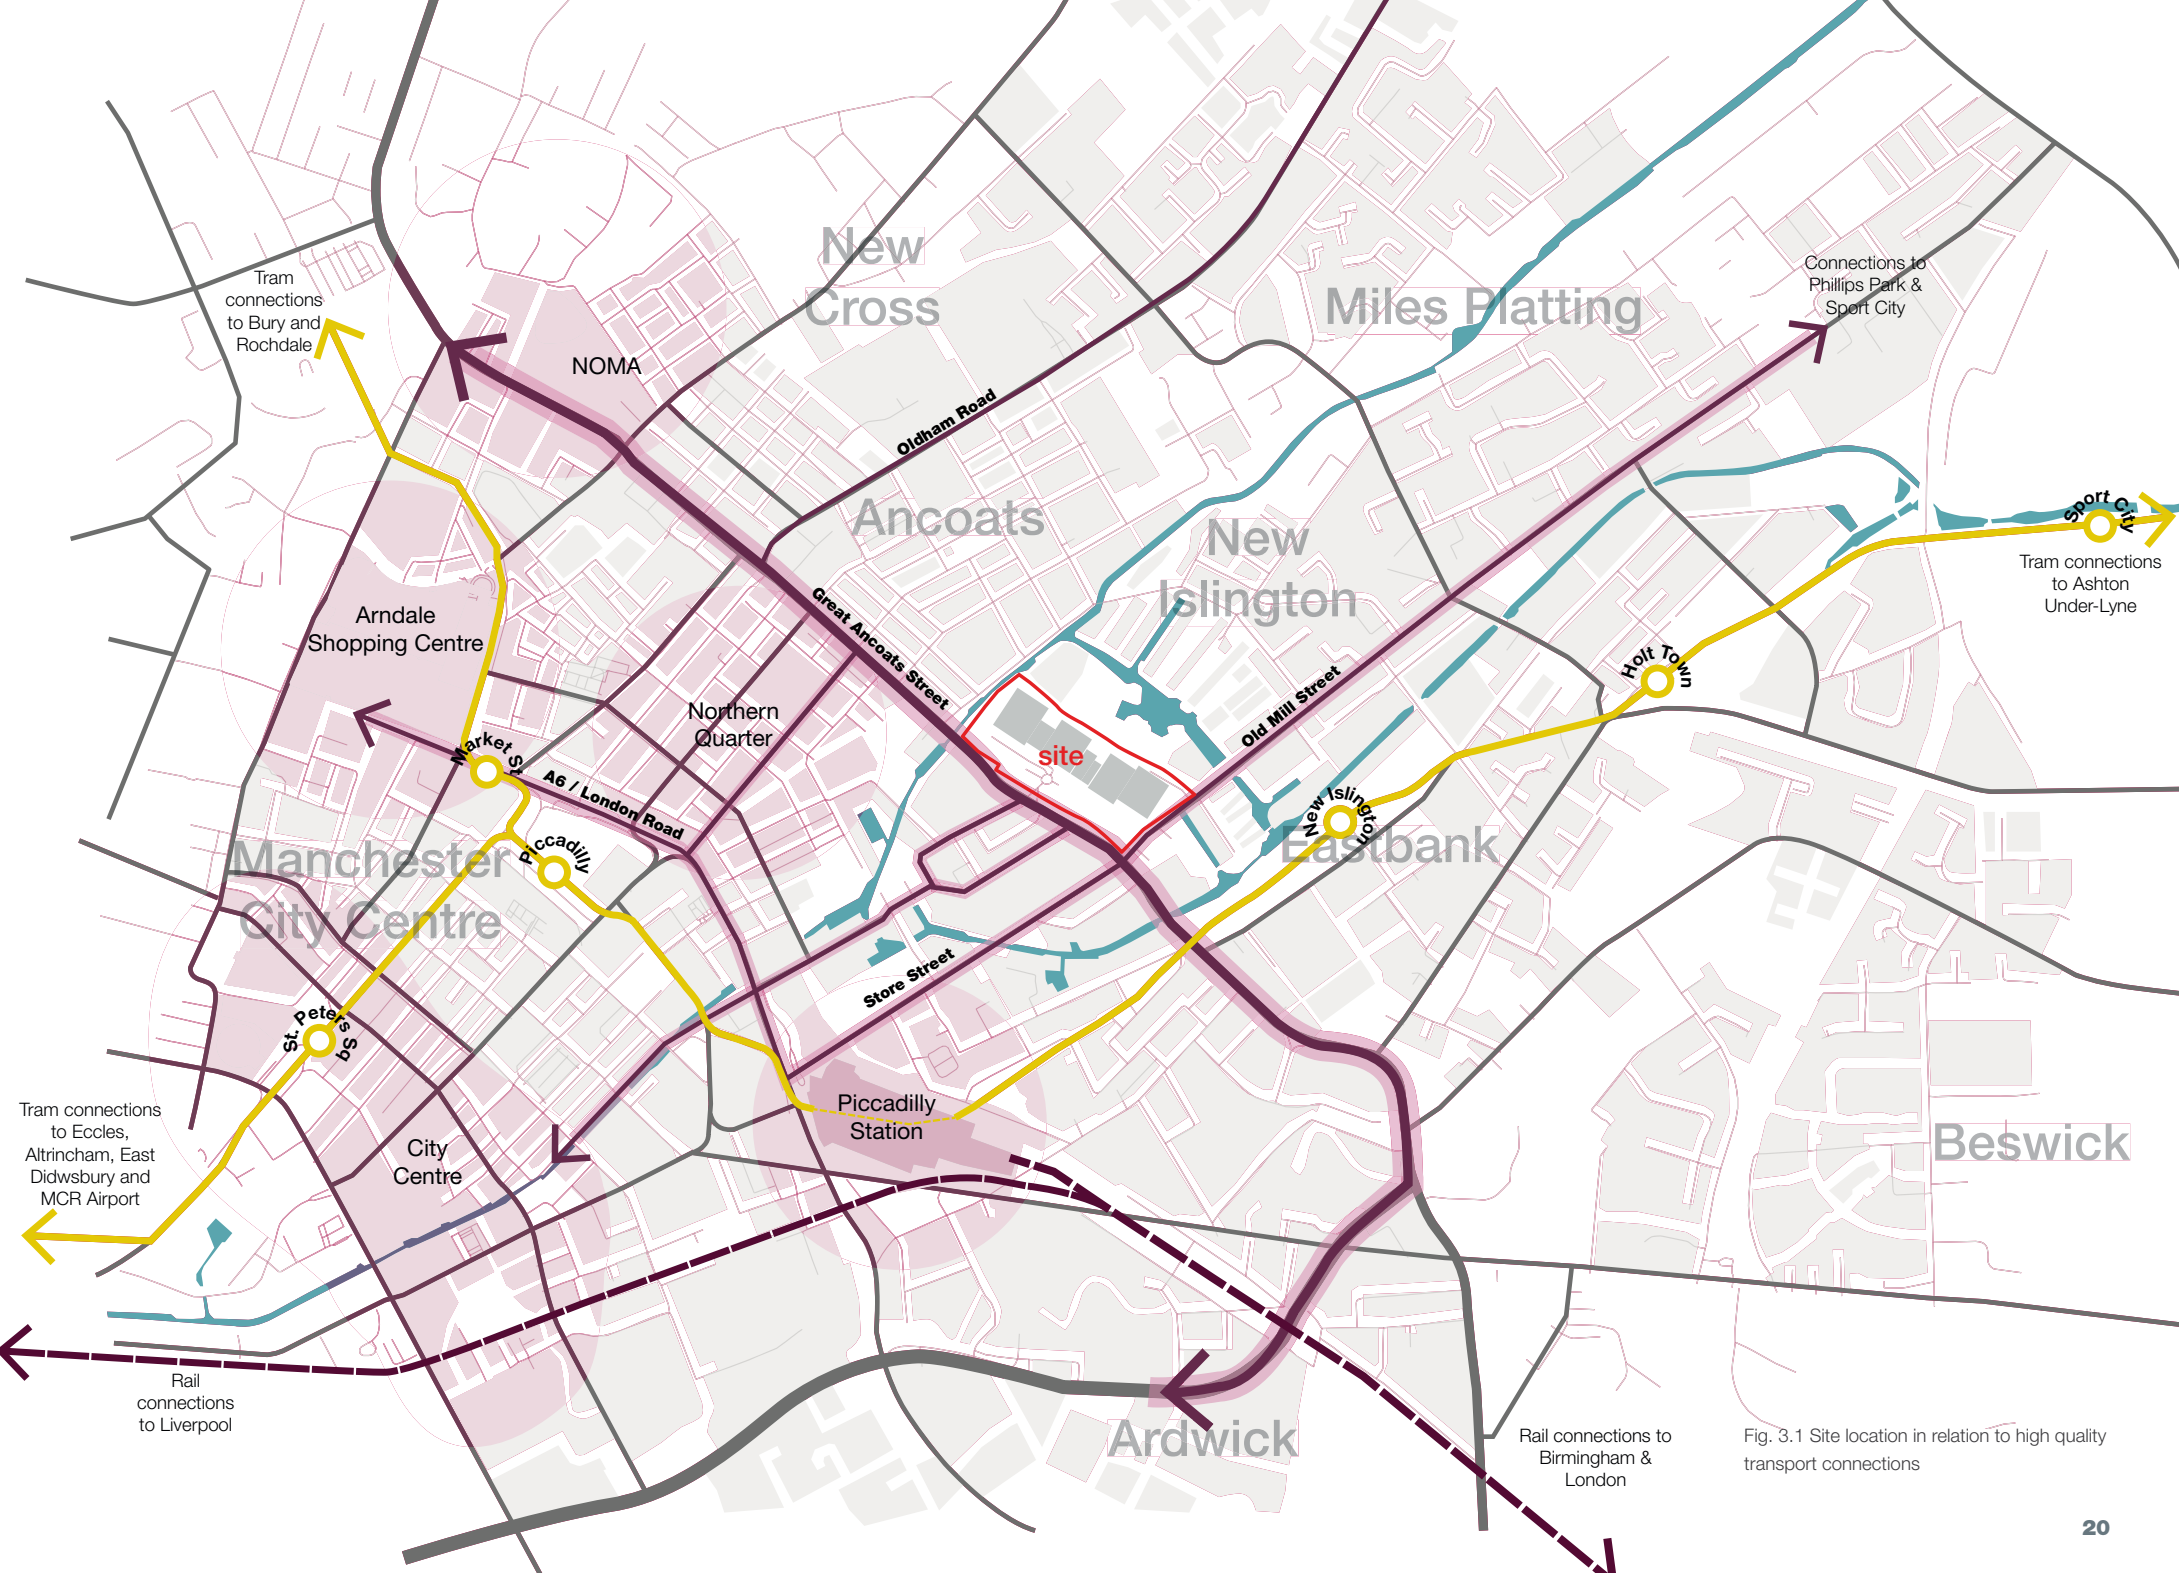 New
Cross
Miles Platting
Connections to
Phillips Park &
Sport City
Tram
connections
to Bury and
Rochdale
NOMA
Oldham Road
Ancoats
New
Islington
Sport City
Tram connections
to Ashton
Under-Lyne
Arndale
Shopping Centre
Great Ancoats Street
Holt Town
Northern
Quarter
Old Mill Street
site
Market St
A6 / London Road
New Islington
Eastbank
Piccadilly
Manchester
City Centre
Store Street
St. Peters Sq
Piccadilly
Station
Tram connections
to Eccles,
Altrincham, East
Didwsbury and
MCR Airport
City
Centre
Beswick
Rail
connections
to Liverpool
Ardwick
Rail connections to
Birmingham &
London
Fig. 3.1 Site location in relation to high quality
transport connections
20